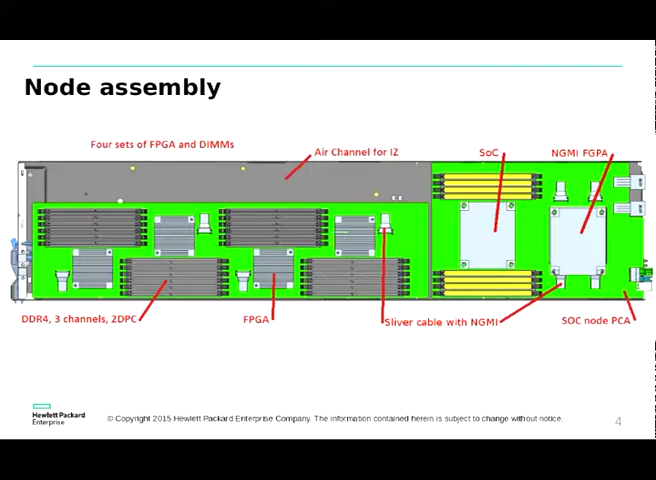 Node assembly
Four sets of FPGA and DIMMs
Air Channel for IZ
SoC
NGMI FGPA
DDR4, 3 channels, 2DPC
FPGA
Sliver cable with NGMI
SOC node PCA
Hewlett Packard
Enterprise
© Copyright 2015 Hewlett Packard Enterprise Company. The information contained herein is subject to change without notice.
4